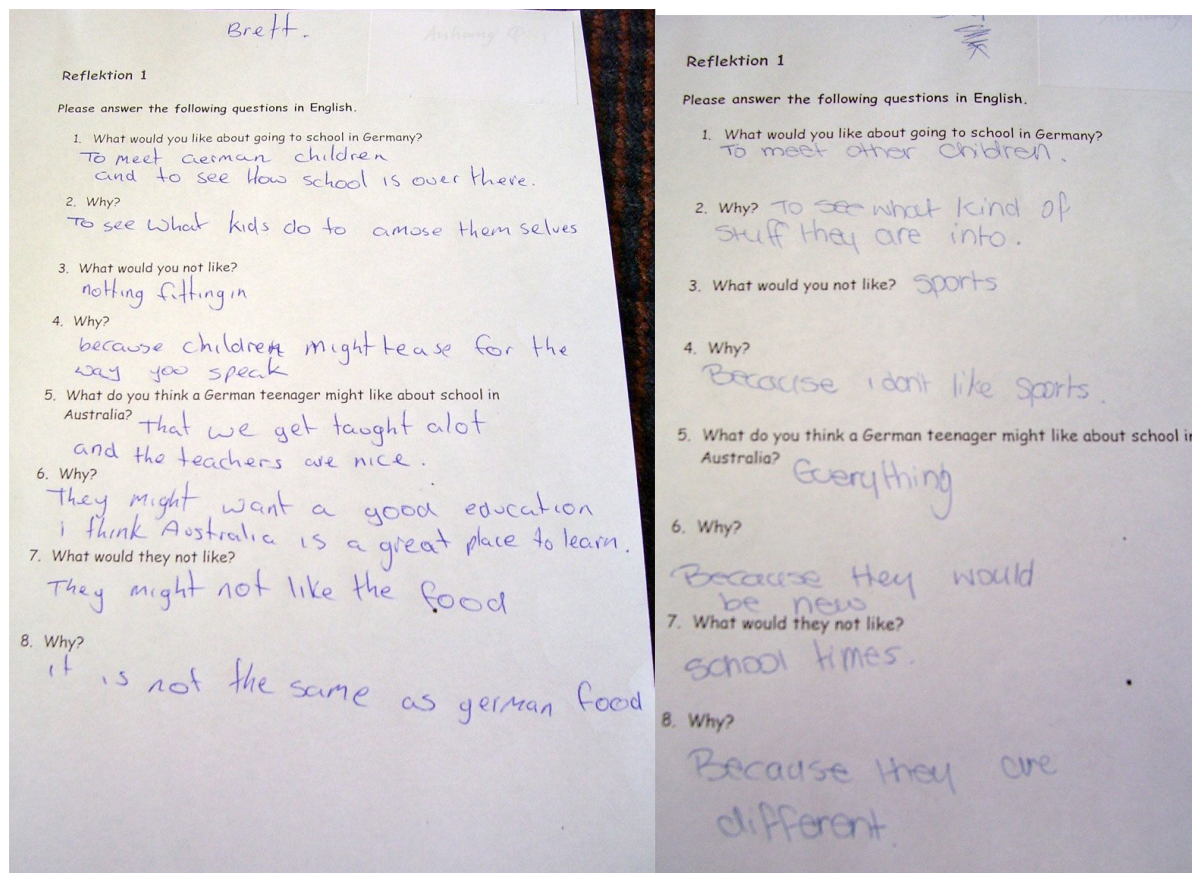 Brett.
Reflektion 1
Please answer the following questions in English.
1. What would you like about going to school in Germany?
To meet German children
and to see How school is over there.
2. Why?
To see what kids do to amose them selves
3. What would you not like?
notting fitting in
4. Why?
because children might tease for the
way you speak
5. What do you think a German teenager might like about school in
Australia? That we get taught alot
and the teachers are nice.
6. Why?
They might want a good education
i think Australia is a great place to learn.
7. What would they not like?
They might not like the food
8. Why?
it is not the same as german food
Reflektion 1
Please answer the following questions in English.
1. What would you like about going to school in Germany?
To meet other children.
2. Why? To see what kind of
stuff they are into.
3. What would you not like? Sports
4. Why?
Because i don't like Sports.
5. What do you think a German teenager might like about school in
Australia? Everything
6. Why?
Because they would
be new
7. What would they not like?
school times.
8. Why?
Because they are
different.